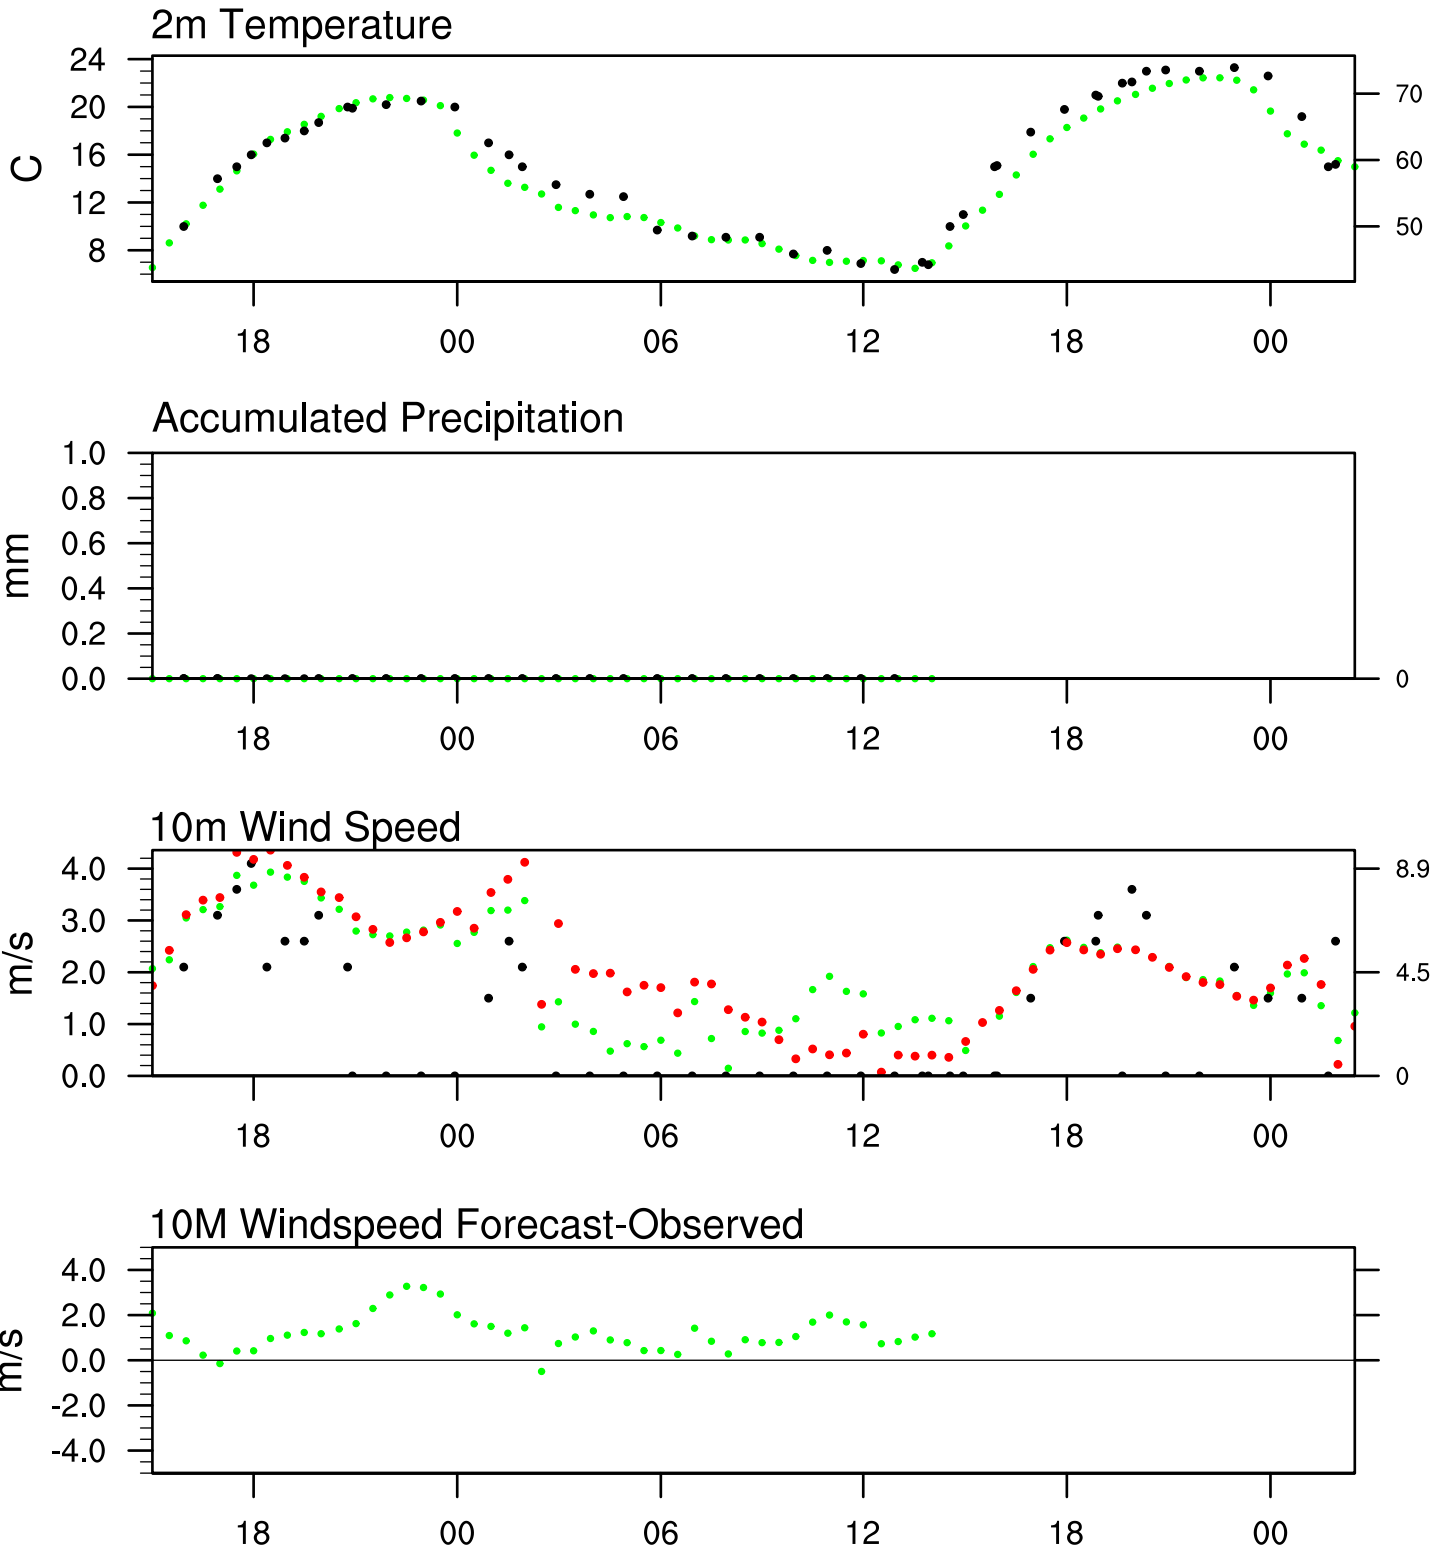 2m Temperature
24
20
16
12
8
C
70
60
50
18 00 06 12 18 00
Accumulated Precipitation
1.0
0.8
0.6
0.4
0.2
0.0
mm
0
18 00 06 12 18 00
10m Wind Speed
4.0
3.0
2.0
1.0
0.0
m/s
8.9
4.5
0
18 00 06 12 18 00
10M Windspeed Forecast-Observed
4.0
2.0
0.0
-2.0
-4.0
m/s
18 00 06 12 18 00